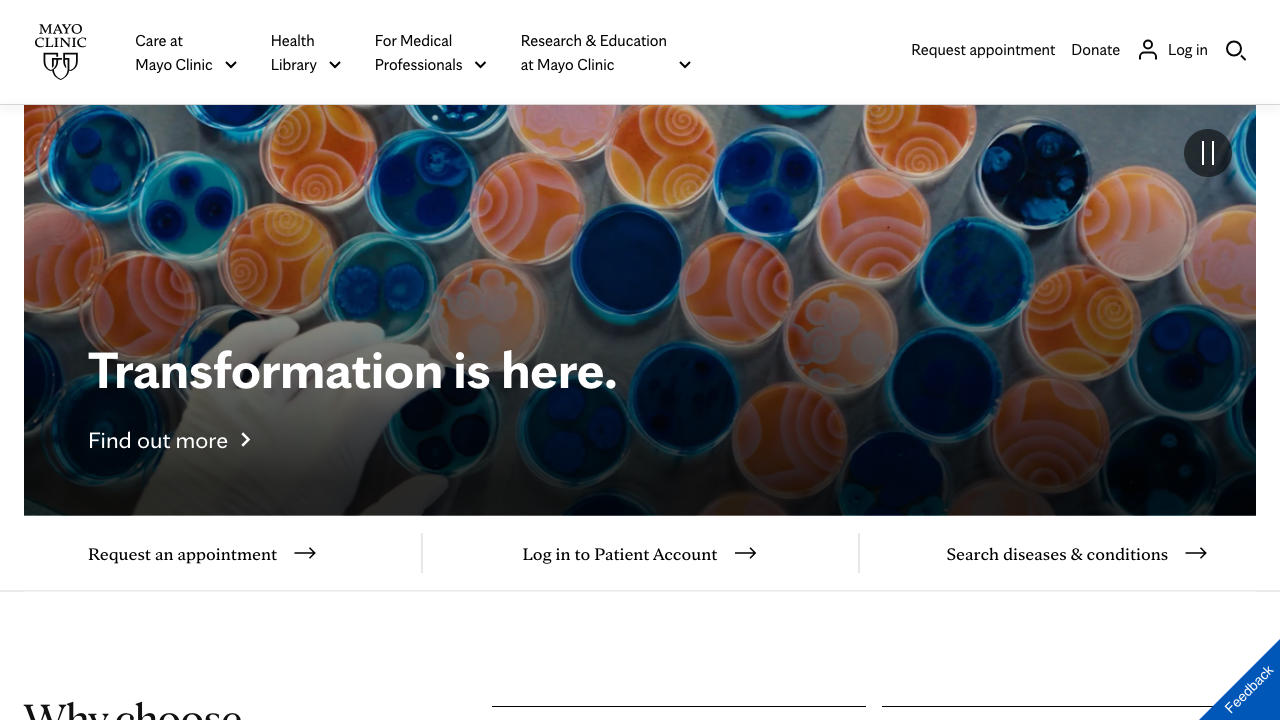 MAYO
CLINIC
Care at
Mayo Clinic
Health
Library
For Medical
Professionals
Research & Education
at Mayo Clinic
Request appointment
Donate
Log in
Transformation is here.
Find out more
Request an appointment
Log in to Patient Account
Search diseases & conditions
Why choose
Feedback